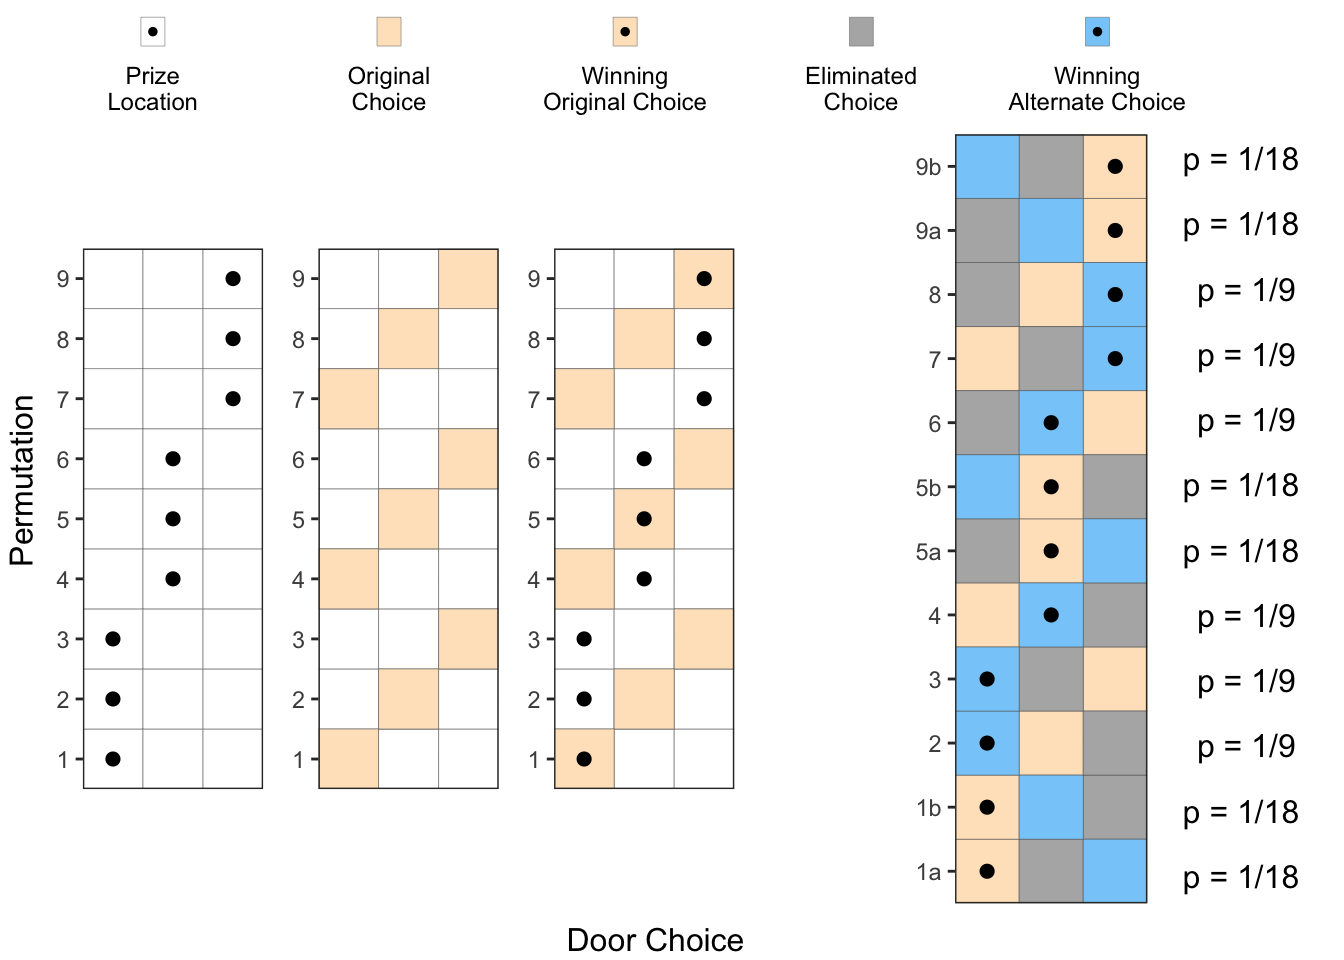 Prize
Location
Original
Choice
Winning
Original Choice
Eliminated
Choice
Winning
Alternate Choice
Permutation
9
8
7
6
5
4
3
2
1
9
8
7
6
5
4
3
2
1
9
8
7
6
5
4
3
2
1
9b p = 1/18
9a p = 1/18
8 p = 1/9
7 p = 1/9
6 p = 1/9
5b p = 1/18
5a p = 1/18
4 p = 1/9
3 p = 1/9
2 p = 1/9
1b p = 1/18
1a p = 1/18
Door Choice